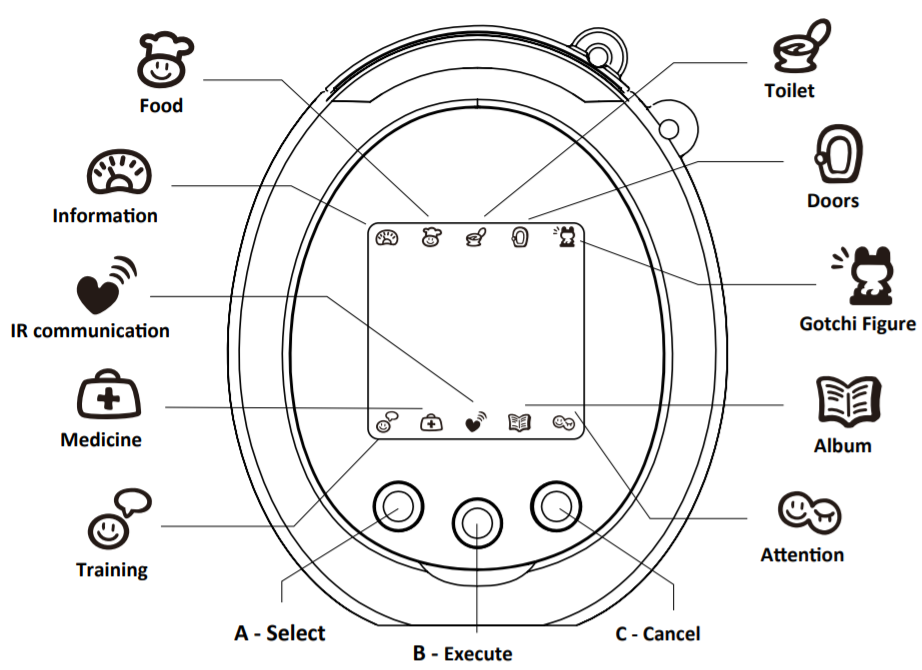 Food
Toilet
Information
Doors
IR communication
Gotchi Figure
Medicine
Album
Training
Attention
A - Select
B - Execute
C - Cancel